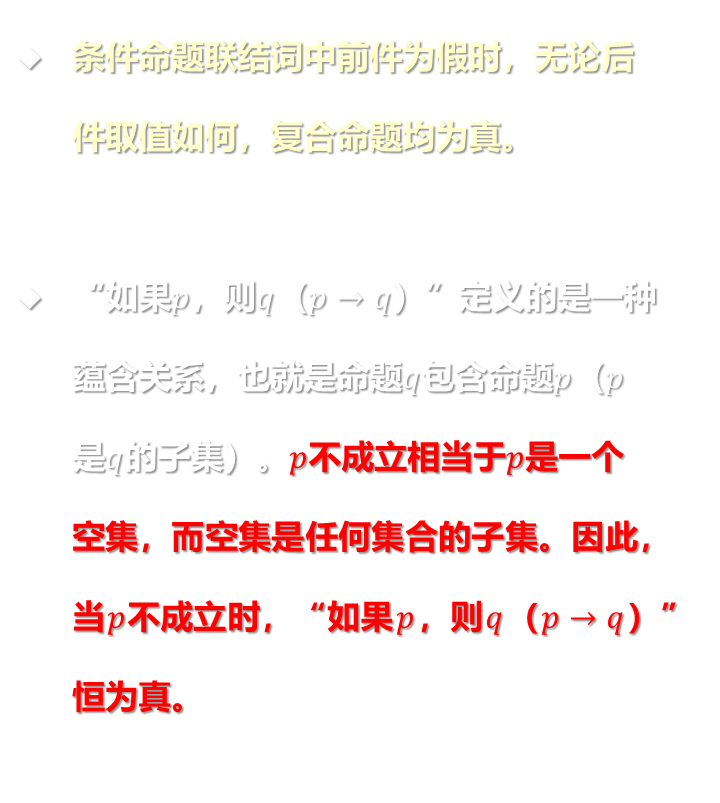 条件命题联结词中前件为假时，无论后
件取值如何，复合命题均为真。
“如果p，则q（p → q）”定义的是一种
蕴含关系，也就是命题q包含命题p（p
是q的子集）。p不成立相当于p是一个
空集，而空集是任何集合的子集。因此，
当p不成立时，“如果p，则q（p → q）”
恒为真。